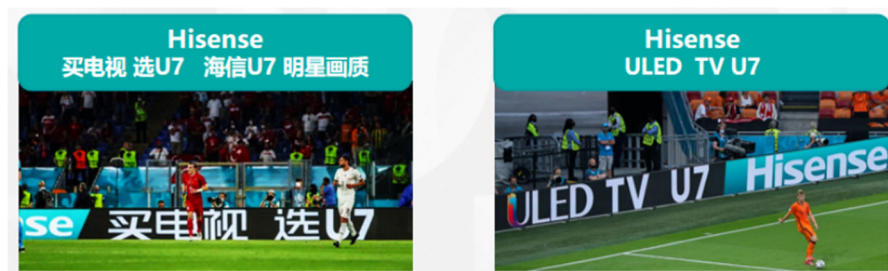 Hisense
买电视 选U7 海信U7 明星画质
se 买电视 选U7
Hisense
ULED TV U7
ULED TV U7 Hisense